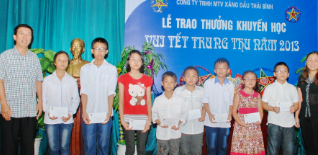 CÔNG TY TNHH MTV XĂNG DẦU THÁI BÌNH
LỄ TRAO THƯỞNG KHUYẾN HỌC
VUI TẾT TRUNG THU NĂM 2013